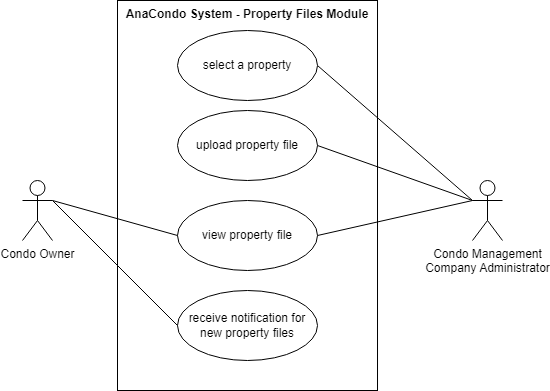 AnaCondo System - Property Files Module
select a property
upload property file
view property file
Condo Owner
Condo Management
Company Administrator
receive notification for
new property files